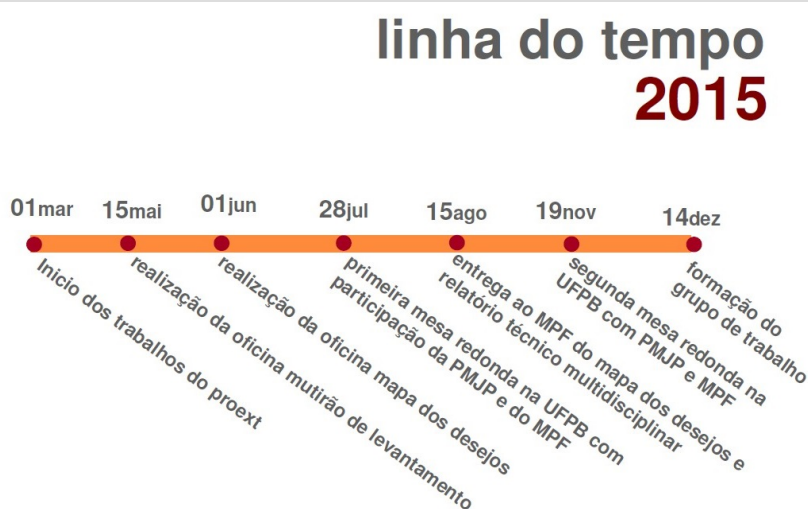 linha do tempo
2015
01mar
15mai
01jun
28jul
15ago
19nov
14dez
Inicio dos trabalhos do proext
realização da oficina mutirão de levantamento
realização da oficina mapa dos desejos
primeira mesa redonda na UFPB com
participação da PMJP e do MPF
entrega ao MPF do mapa dos desejos e
relatório técnico multidisciplinar
segunda mesa redonda na
UFPB com PMJP e MPF
formação do
grupo de trabalho